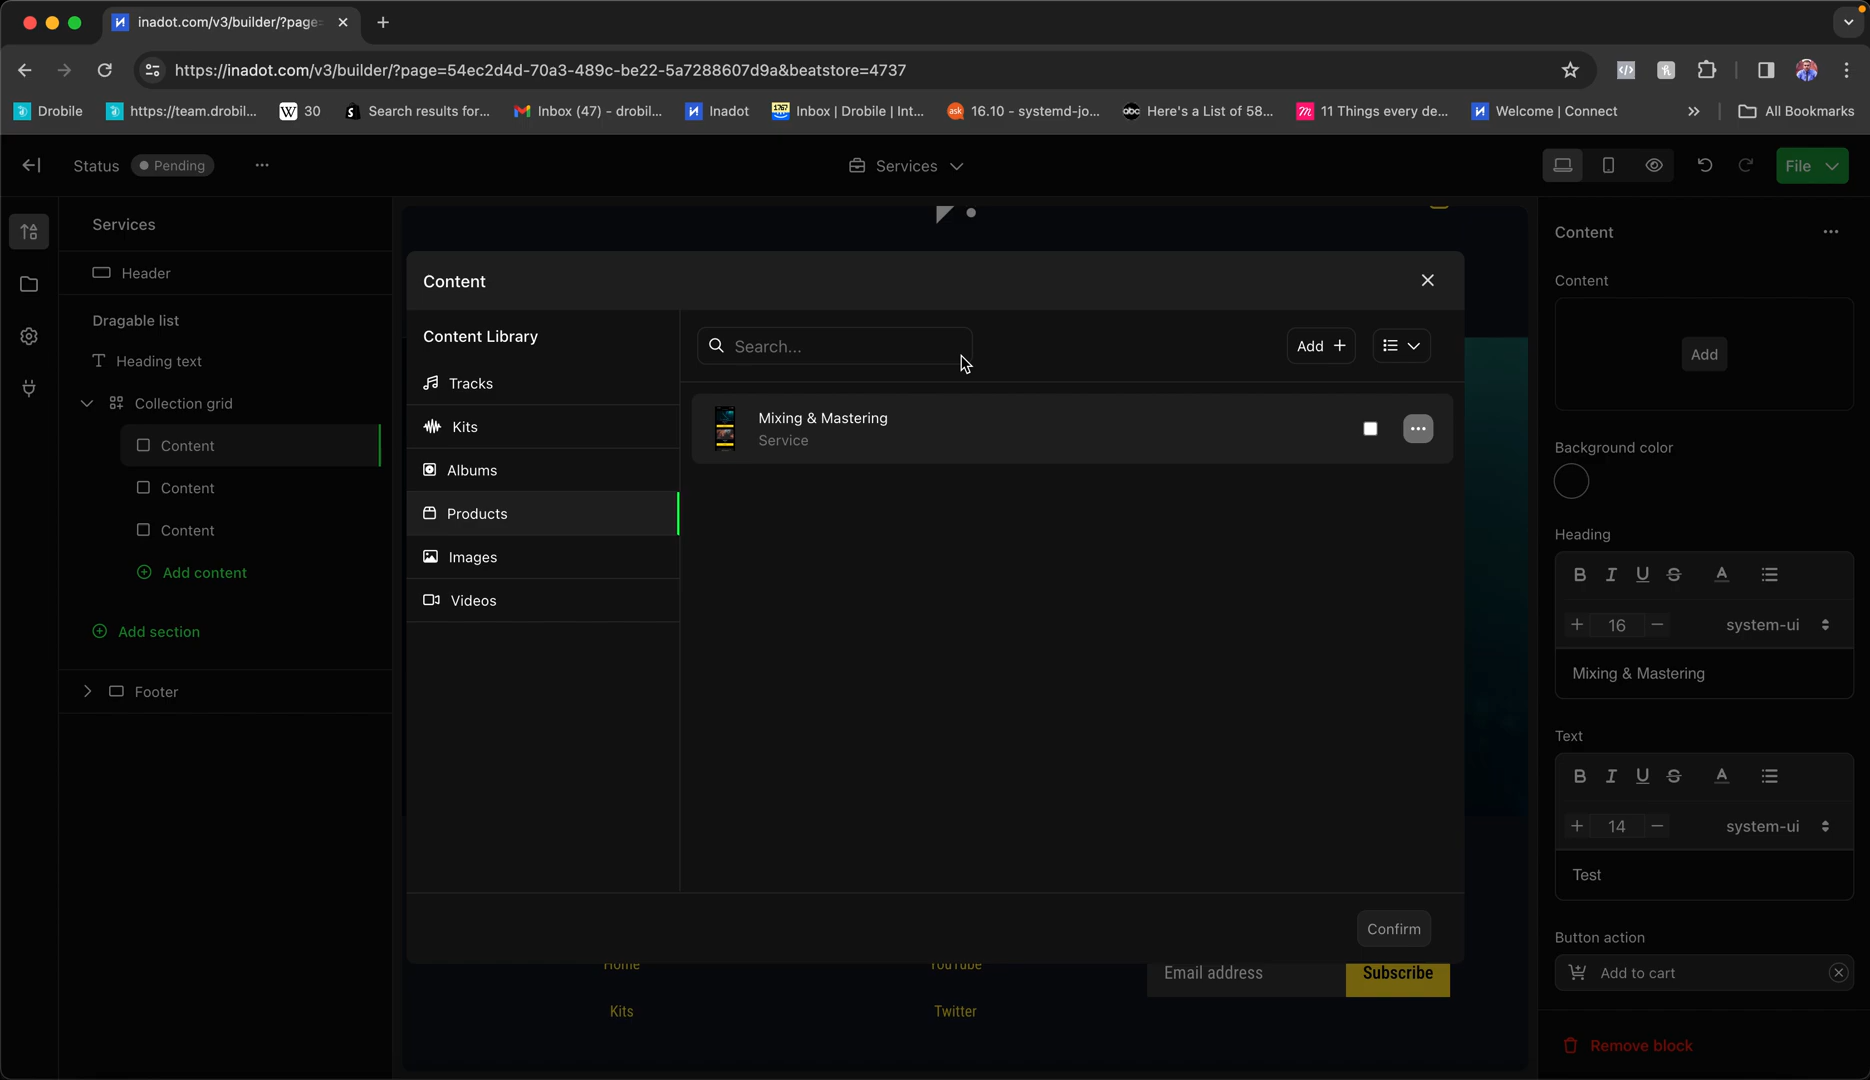 inadot.com/v3/builder/?page=
https://inadot.com/v3/builder/?page=54ec2d4d-70a3-489c-be22-5a7288607d9a&beatstore=4737
Drobile
https://team.drobil...
30
Search results for...
Inbox (47) - drobil...
Inadot
Inbox | Drobile | Int...
16.10 - systemd-jo...
Here's a List of 58...
11 Things every de...
Welcome | Connect
All Bookmarks
Status
Pending
Services
File
Services
Header
Dragable list
Heading text
Collection grid
Content
Content
Content
Add content
Add section
Footer
Content
Content Library
Tracks
Kits
Albums
Products
Images
Videos
Search...
Add
Mixing & Mastering
Service
Confirm
Home
Kits
YouTube
Twitter
Email address
Subscribe
Content
Content
Add
Background color
Heading
B I U S A
16
system-ui
Mixing & Mastering
Text
B I U S A
14
system-ui
Test
Button action
Add to cart
Remove block